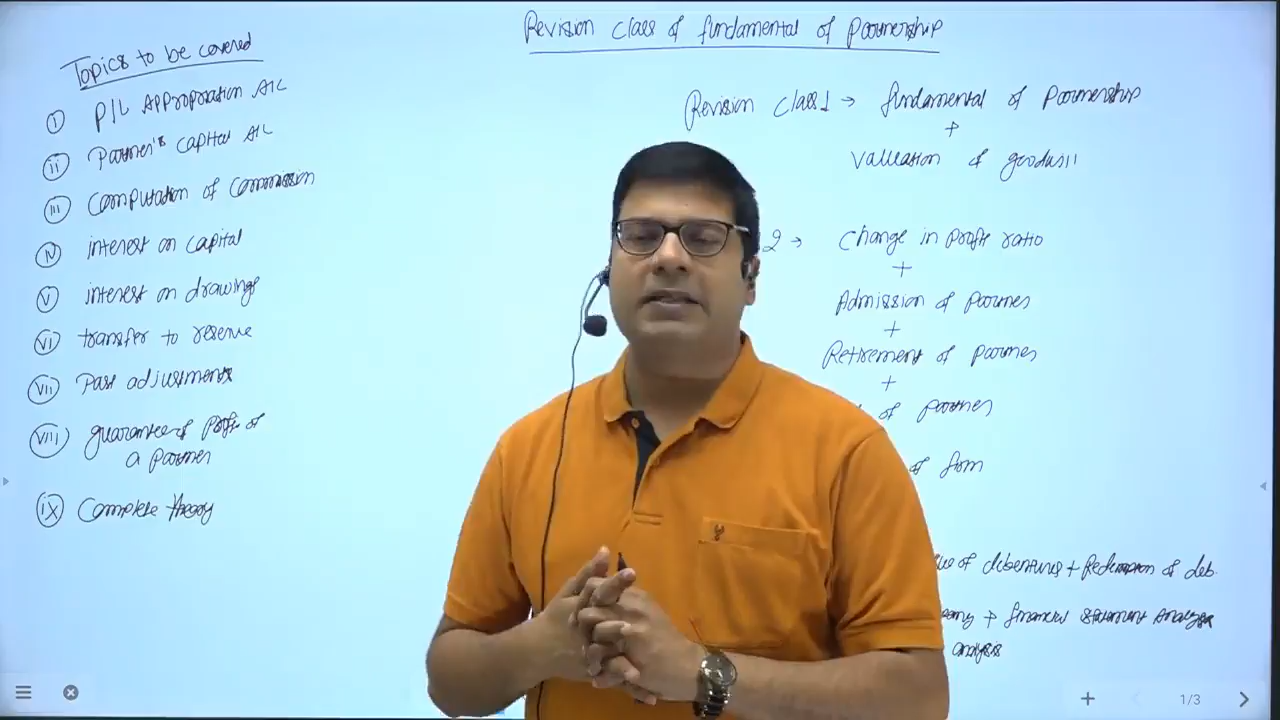 Revision class of fundamental of Partnership
Topics to be covered
i P/L Appropriation A/c
ii Partner's capital A/c
iii Computation of Commission
iv interest on capital
v interest on drawings
vi transfer to reserve
vii Past adjustments
viii guarantee of profit of
a partner
ix Complete theory
Revision class 1 → fundamental of Partnership
+
valuation of goodwill
2 → Change in profit ratio
+
Admission of Partner
+
Retirement of partner
+
of partner
of firm
of debentures + Redemption of deb.
+ financial statement Analysis
analysis
1/3